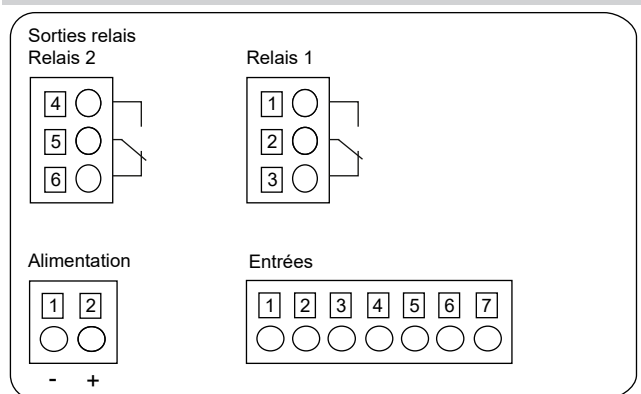 Sorties relais
Relais 2 Relais 1
4 1
5 2
6 3
Alimentation Entrées
1 2 1 2 3 4 5 6 7
- +